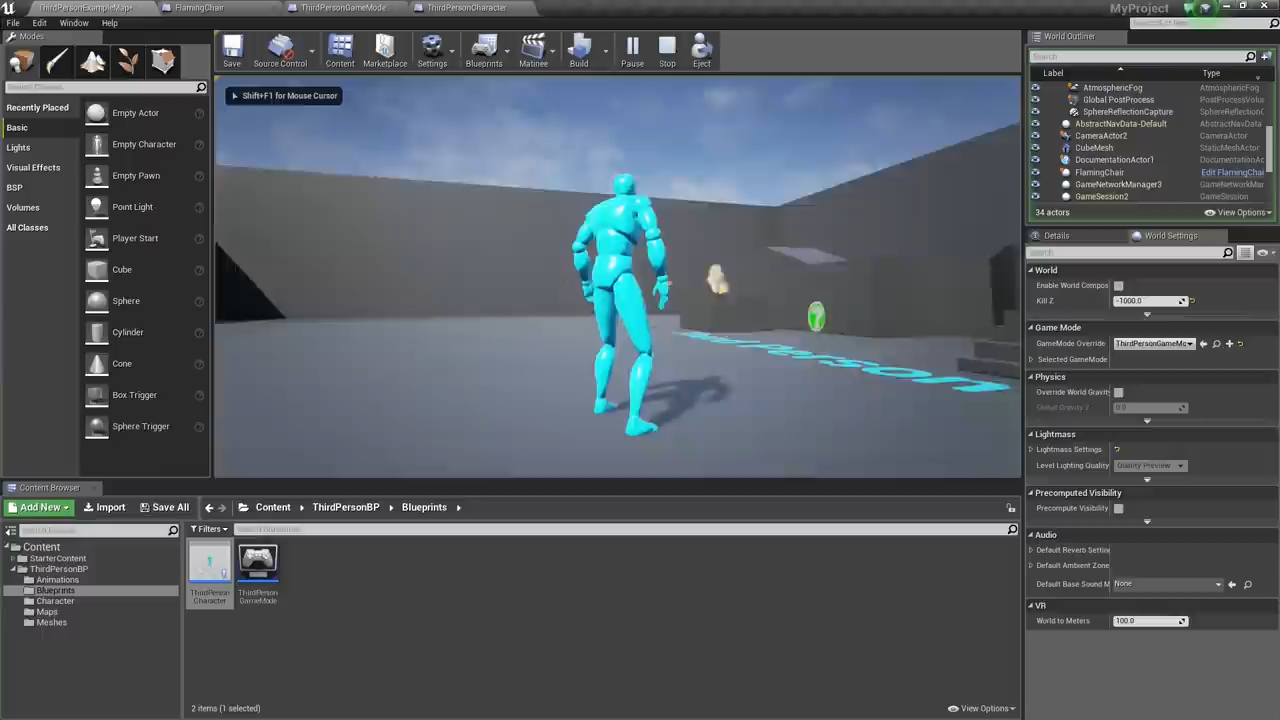 ThirdPersonExampleMap*
FlamingChair
ThirdPersonGameMode
ThirdPersonCharacter
MyProject
File Edit Window Help
Modes
Save
Source Control
Content
Marketplace
Settings
Blueprints
Matinee
Build
Pause
Stop
Eject
Recently Played
Basic
Lights
Visual Effects
BSP
Volumes
All Classes
Empty Actor
Empty Character
Empty Pawn
Point Light
Player Start
Cube
Sphere
Cylinder
Cone
Box Trigger
Sphere Trigger
Shift+F1 for Mouse Cursor
World Outliner
Search
Label Type
AtmosphericFog AtmosphericFog
Global PostProcess PostProcessVolu
SphereReflectionCapture SphereReflectionC
AbstractNavData-Default AbstractNavData
CameraActor2 CameraActor
CubeMesh StaticMeshActor
DocumentationActor1 DocumentationAc
FlamingChair Edit FlamingChai
GameNetworkManager3 GameNetworkMan
GameSession2 GameSession
34 actors View Options
Details World Settings
Search
World
Enable World Compos
Kill Z -1000.0
Game Mode
GameMode Override ThirdPersonGameMo
Selected GameMode
Physics
Override World Gravit
Global Gravity Z 0.0
Lightmass
Lightmass Settings
Level Lighting Quality Quality Preview
Precomputed Visibility
Precompute Visibility
Audio
Default Reverb Settin
Default Ambient Zone
Default Base Sound M None
VR
World to Meters 100.0
Content Browser
Add New Import Save All Content ThirdPersonBP Blueprints
Filters
Content
StarterContent
ThirdPersonBP
Animations
Blueprints
Character
Maps
Meshes
ThirdPerson
Character
ThirdPerson
GameMode
2 items (1 selected)
View Options